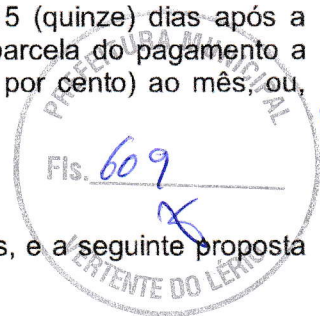 5 (quinze) dias após a
parcela do pagamento a
por cento) ao mês, ou,
PREFEITURA MUNICIPAL
Fls. 609
s, e a seguinte proposta
VERTENTE DO LÉRIO